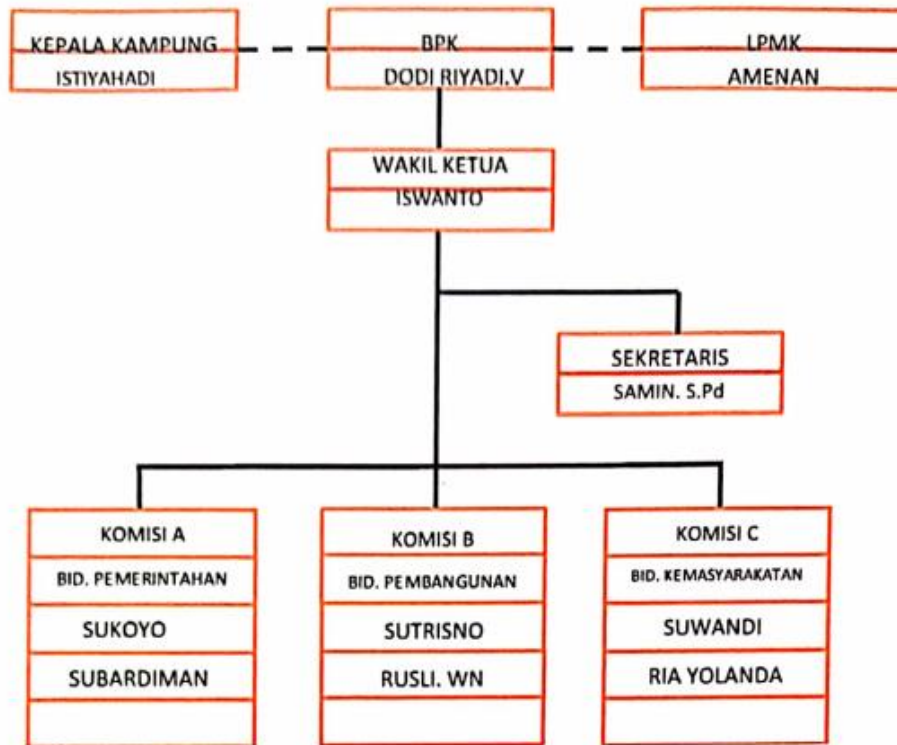 KEPALA KAMPUNG
ISTIYAHADI
BPK
DODI RIYADI.V
LPMK
AMENAN
WAKIL KETUA
ISWANTO
SEKRETARIS
SAMIN. S.Pd
KOMISI A
BID. PEMERINTAHAN
SUKOYO
SUBARDIMAN
KOMISI B
BID. PEMBANGUNAN
SUTRISNO
RUSLI. WN
KOMISI C
BID. KEMASYARAKATAN
SUWANDI
RIA YOLANDA